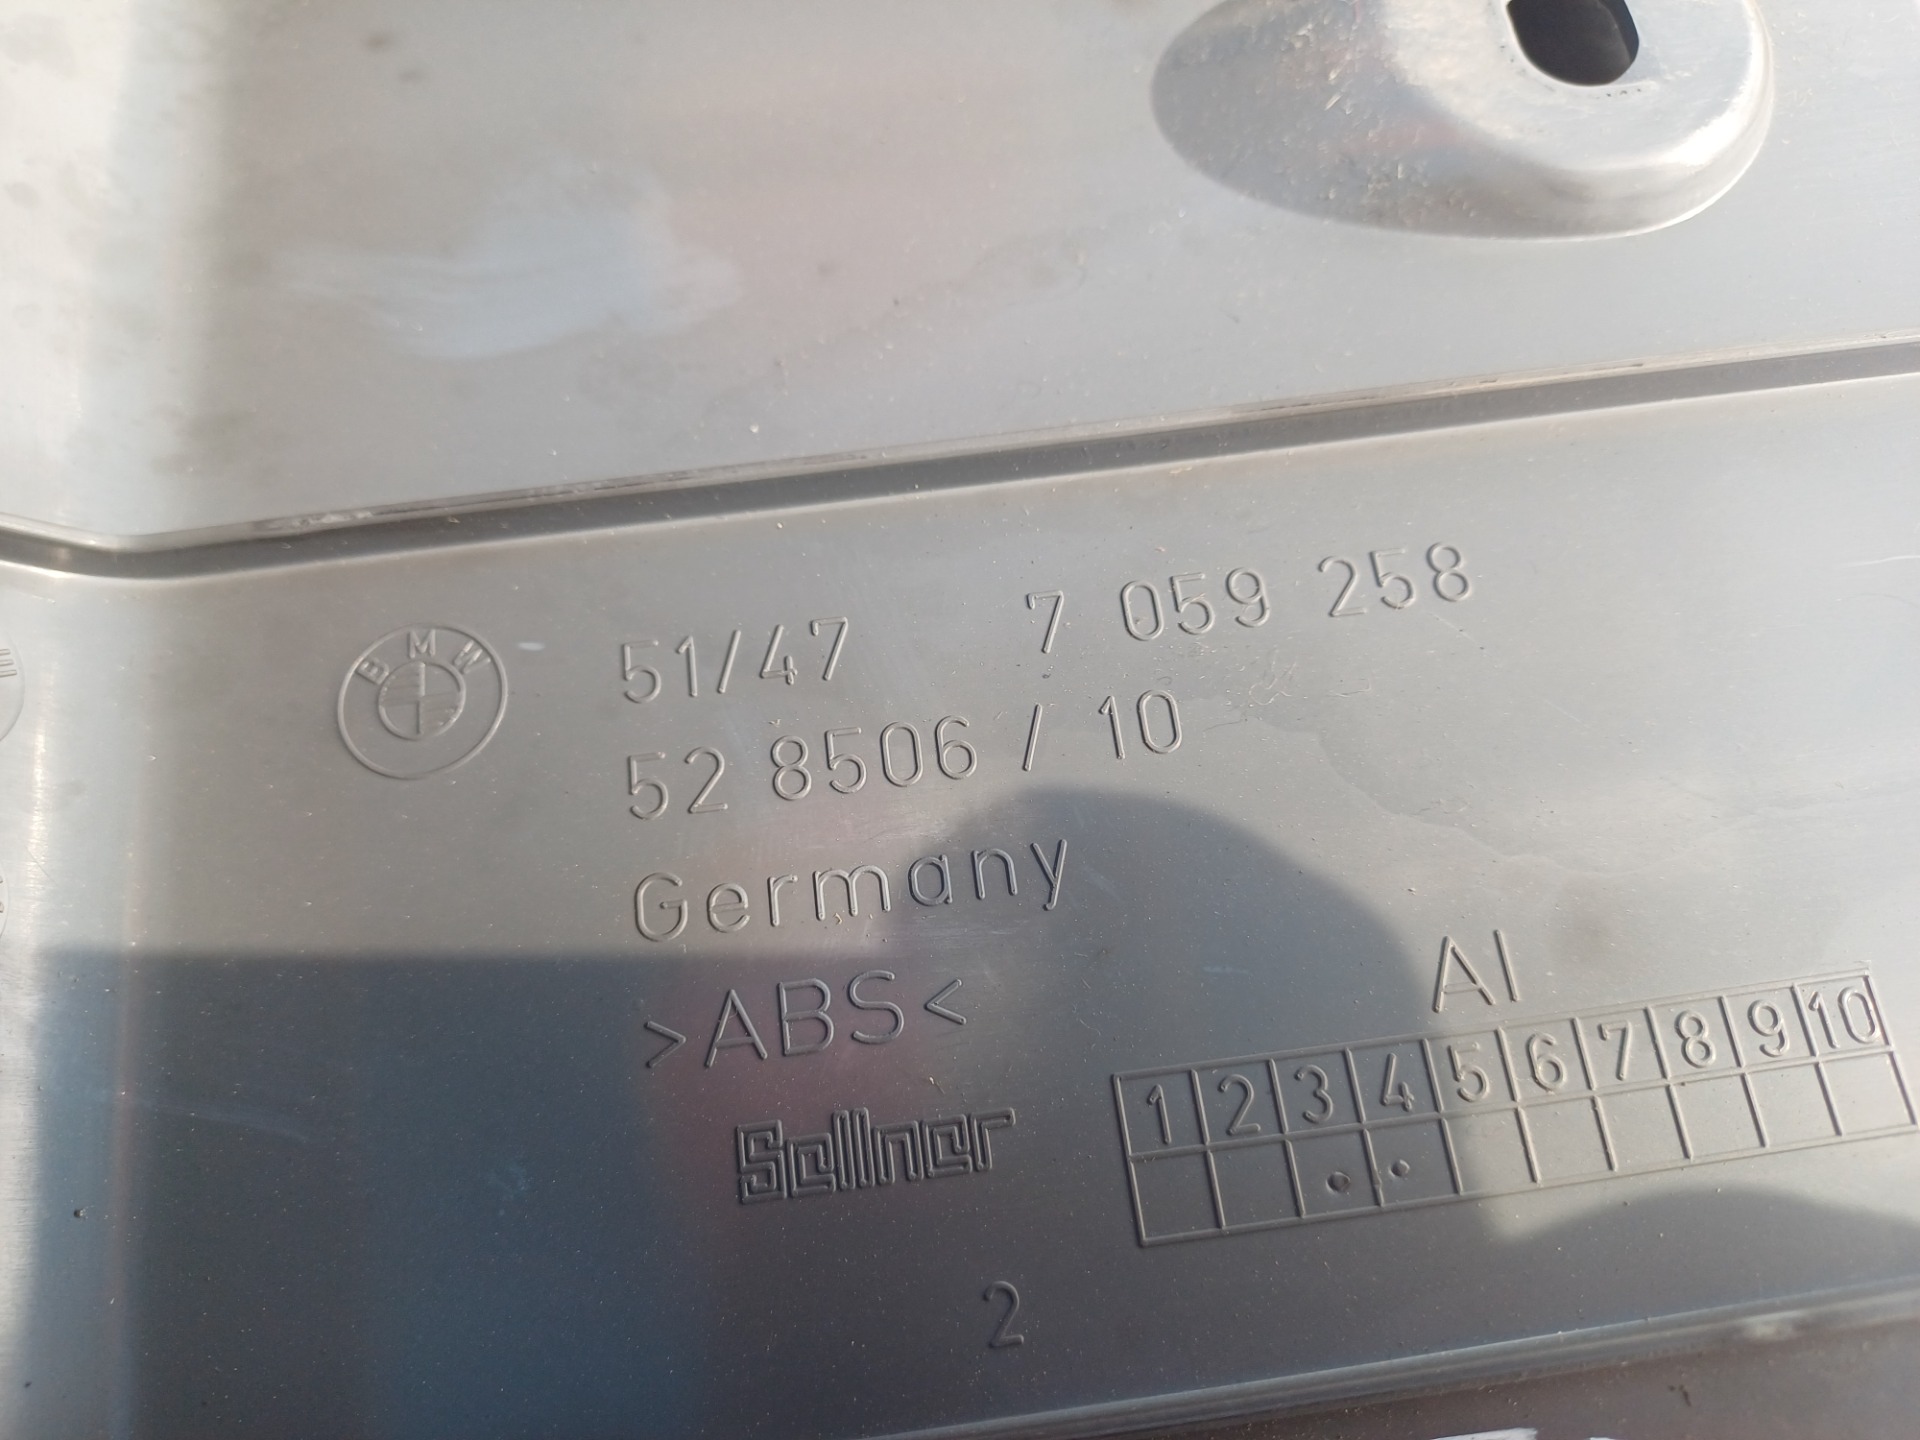 BMW
51/47 7 059 258
52 8506 / 10
Germany
>ABS<
AI
Sellner
1 2 3 4 5 6 7 8 9 10
2